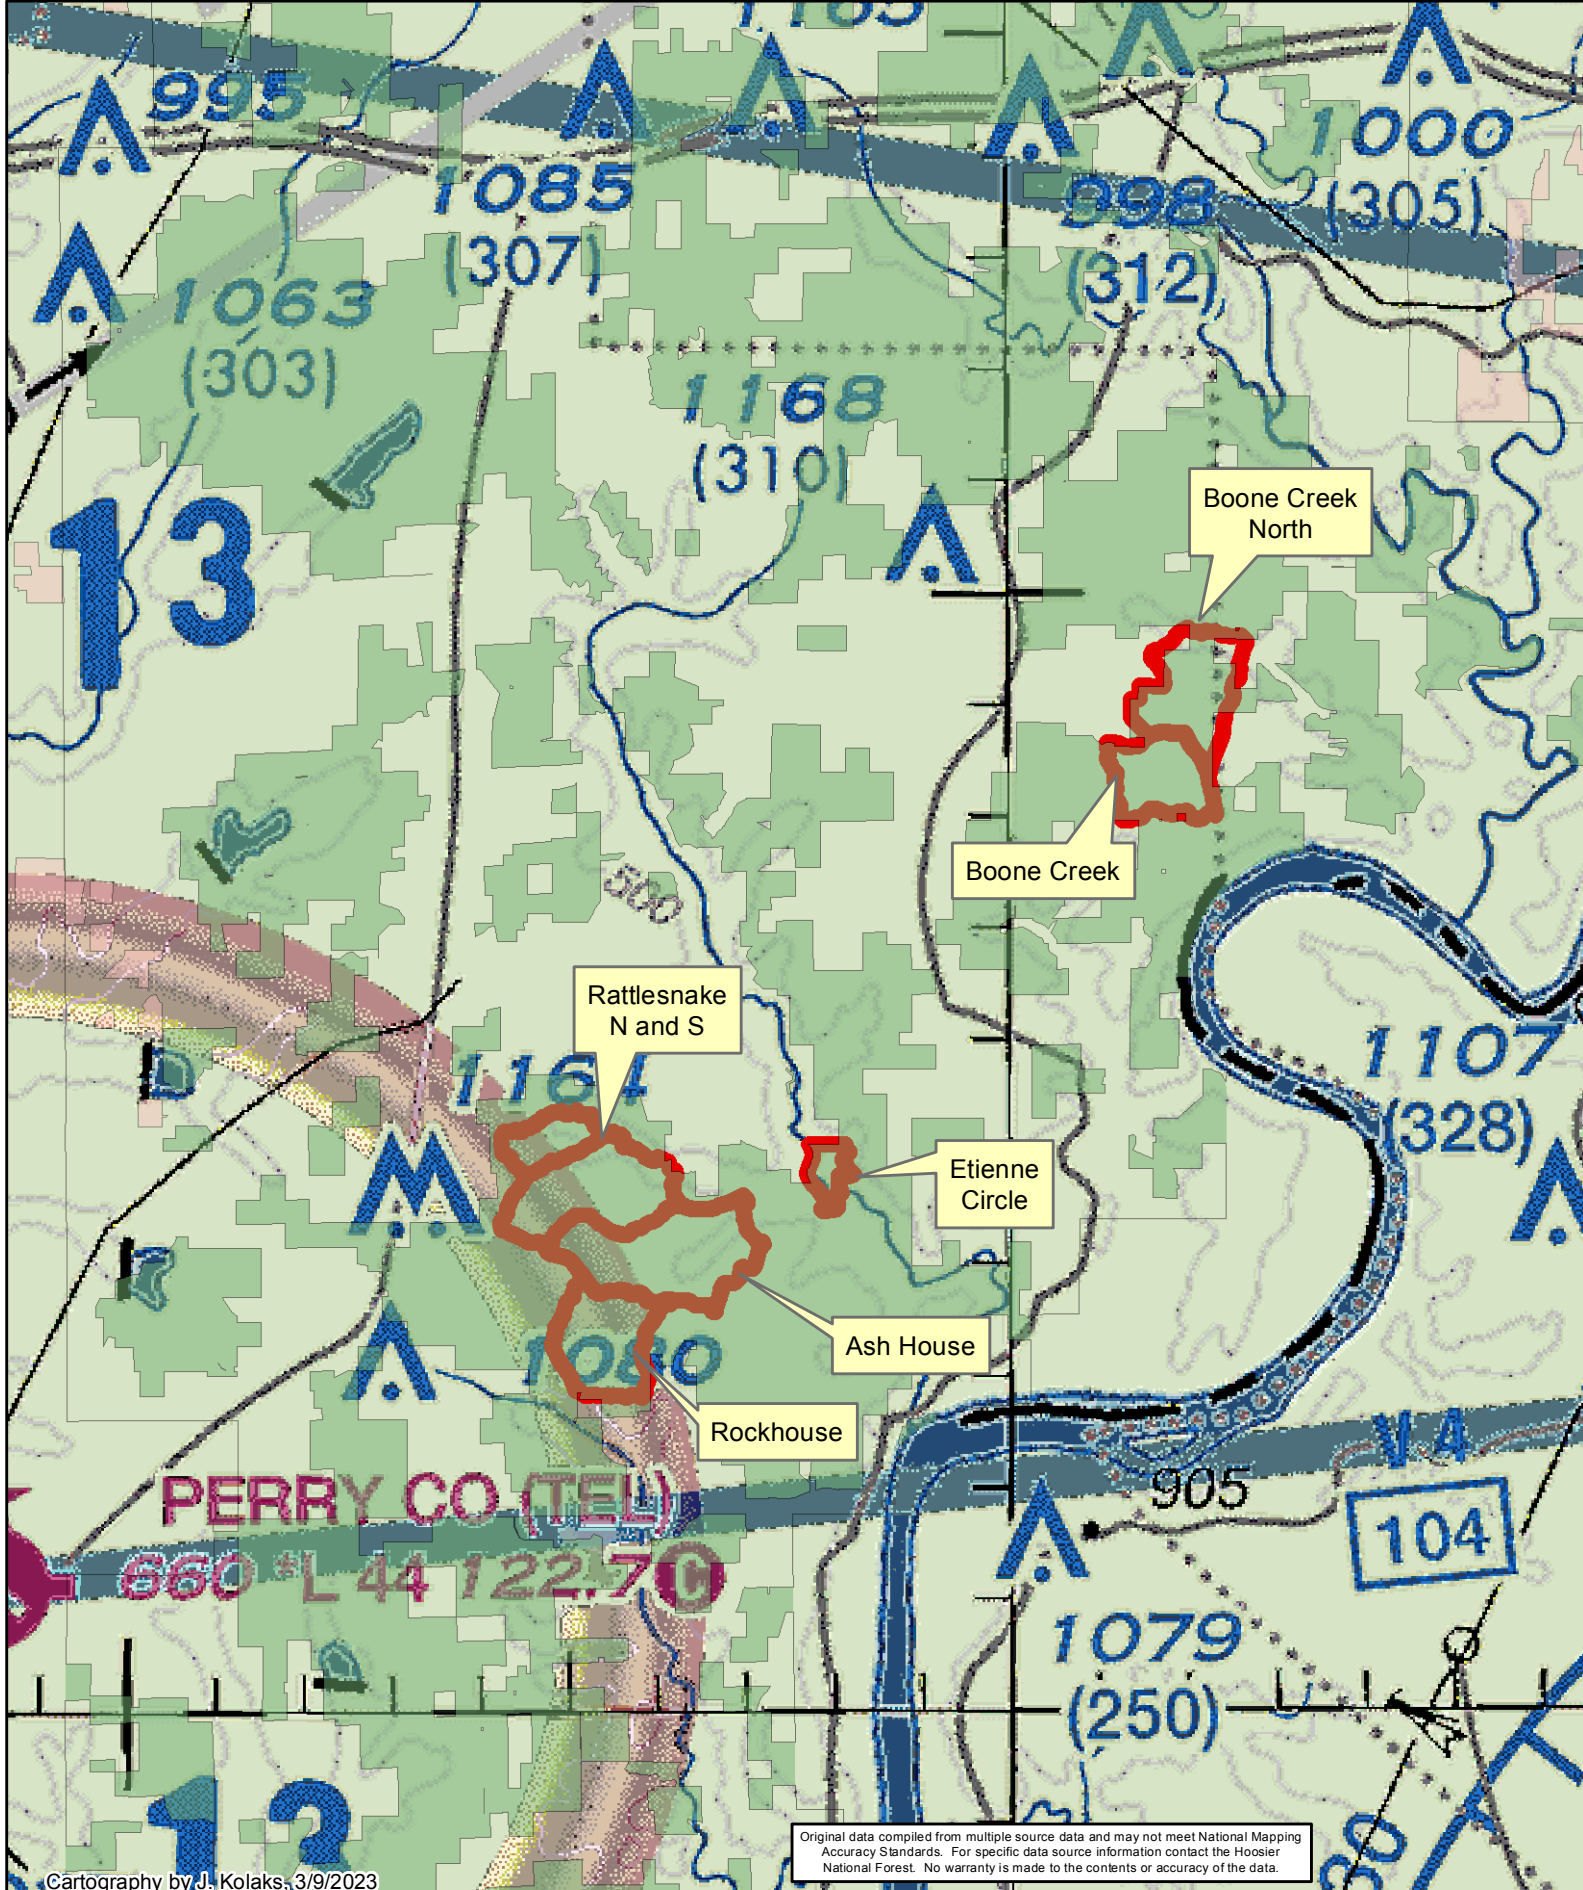 1165
995
1000
(305)
1085
(307)
998
(312)
1063
(303)
1168
(310)
13
Boone Creek
North
Boone Creek
500
Rattlesnake
N and S
1164
1107
(328)
Etienne
Circle
Ash House
1080
Rockhouse
PERRY CO (TEL)
660 *L 44 122.7 C
V4
905
104
1079
(250)
Original data compiled from multiple source data and may not meet National Mapping
Accuracy Standards. For specific data source information contact the Hoosier
National Forest. No warranty is made to the contents or accuracy of the data.
Cartography by J. Kolaks, 3/9/2023